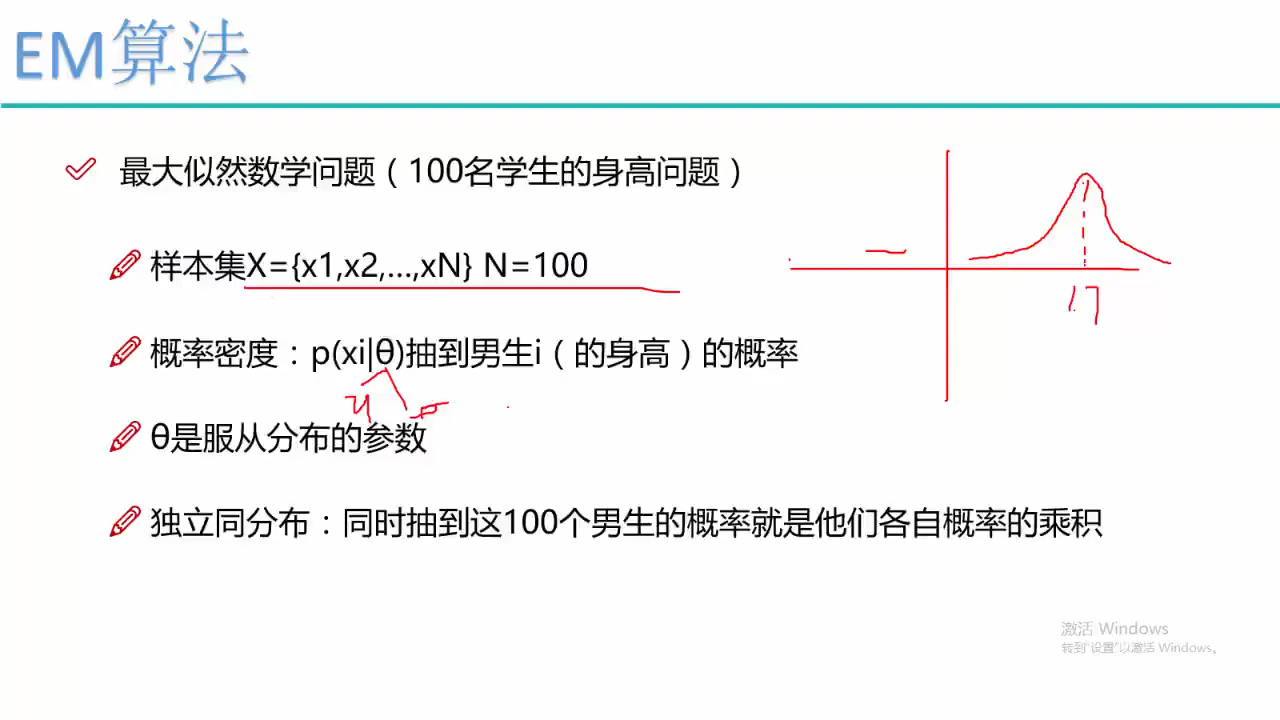 EM算法
最大似然数学问题（100名学生的身高问题）
样本集X={x1,x2,...,xN} N=100
概率密度：p(xi|θ)抽到男生i（的身高）的概率
θ是服从分布的参数
独立同分布：同时抽到这100个男生的概率就是他们各自概率的乘积
1.7
激活 Windows
转到"设置"以激活 Windows。